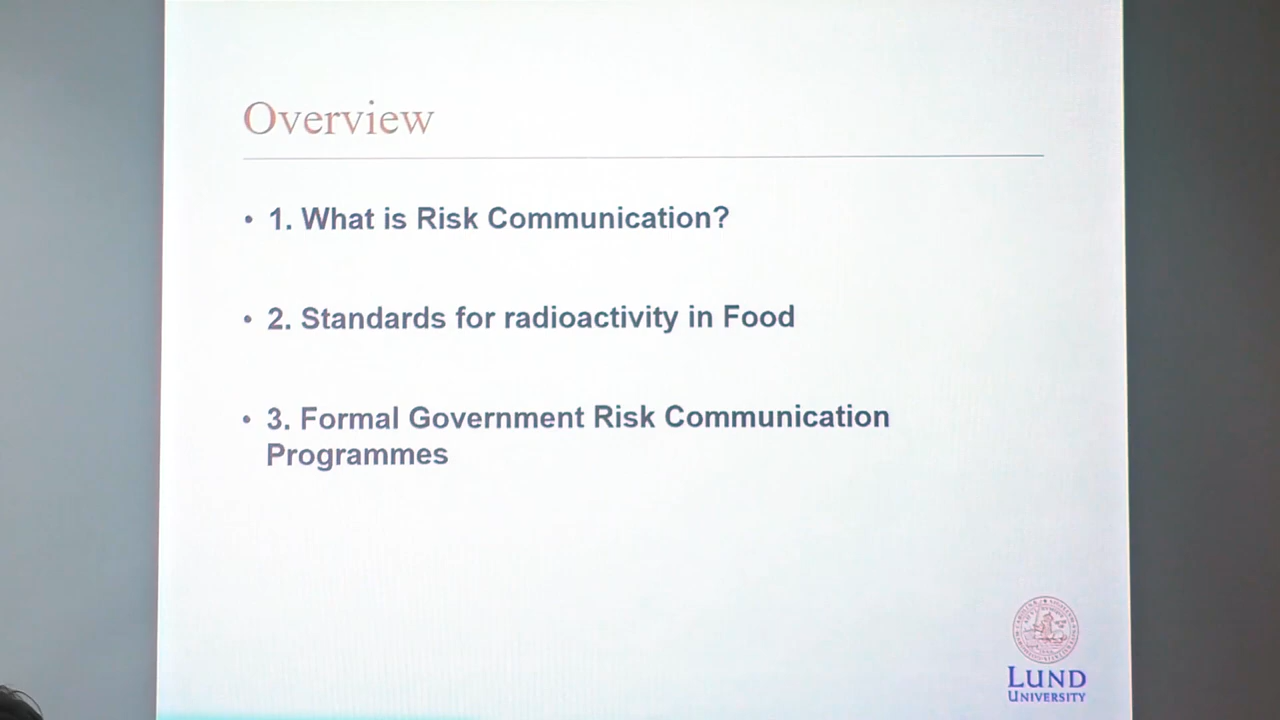 Overview
• 1. What is Risk Communication?
• 2. Standards for radioactivity in Food
• 3. Formal Government Risk Communication
Programmes
LUND
UNIVERSITY